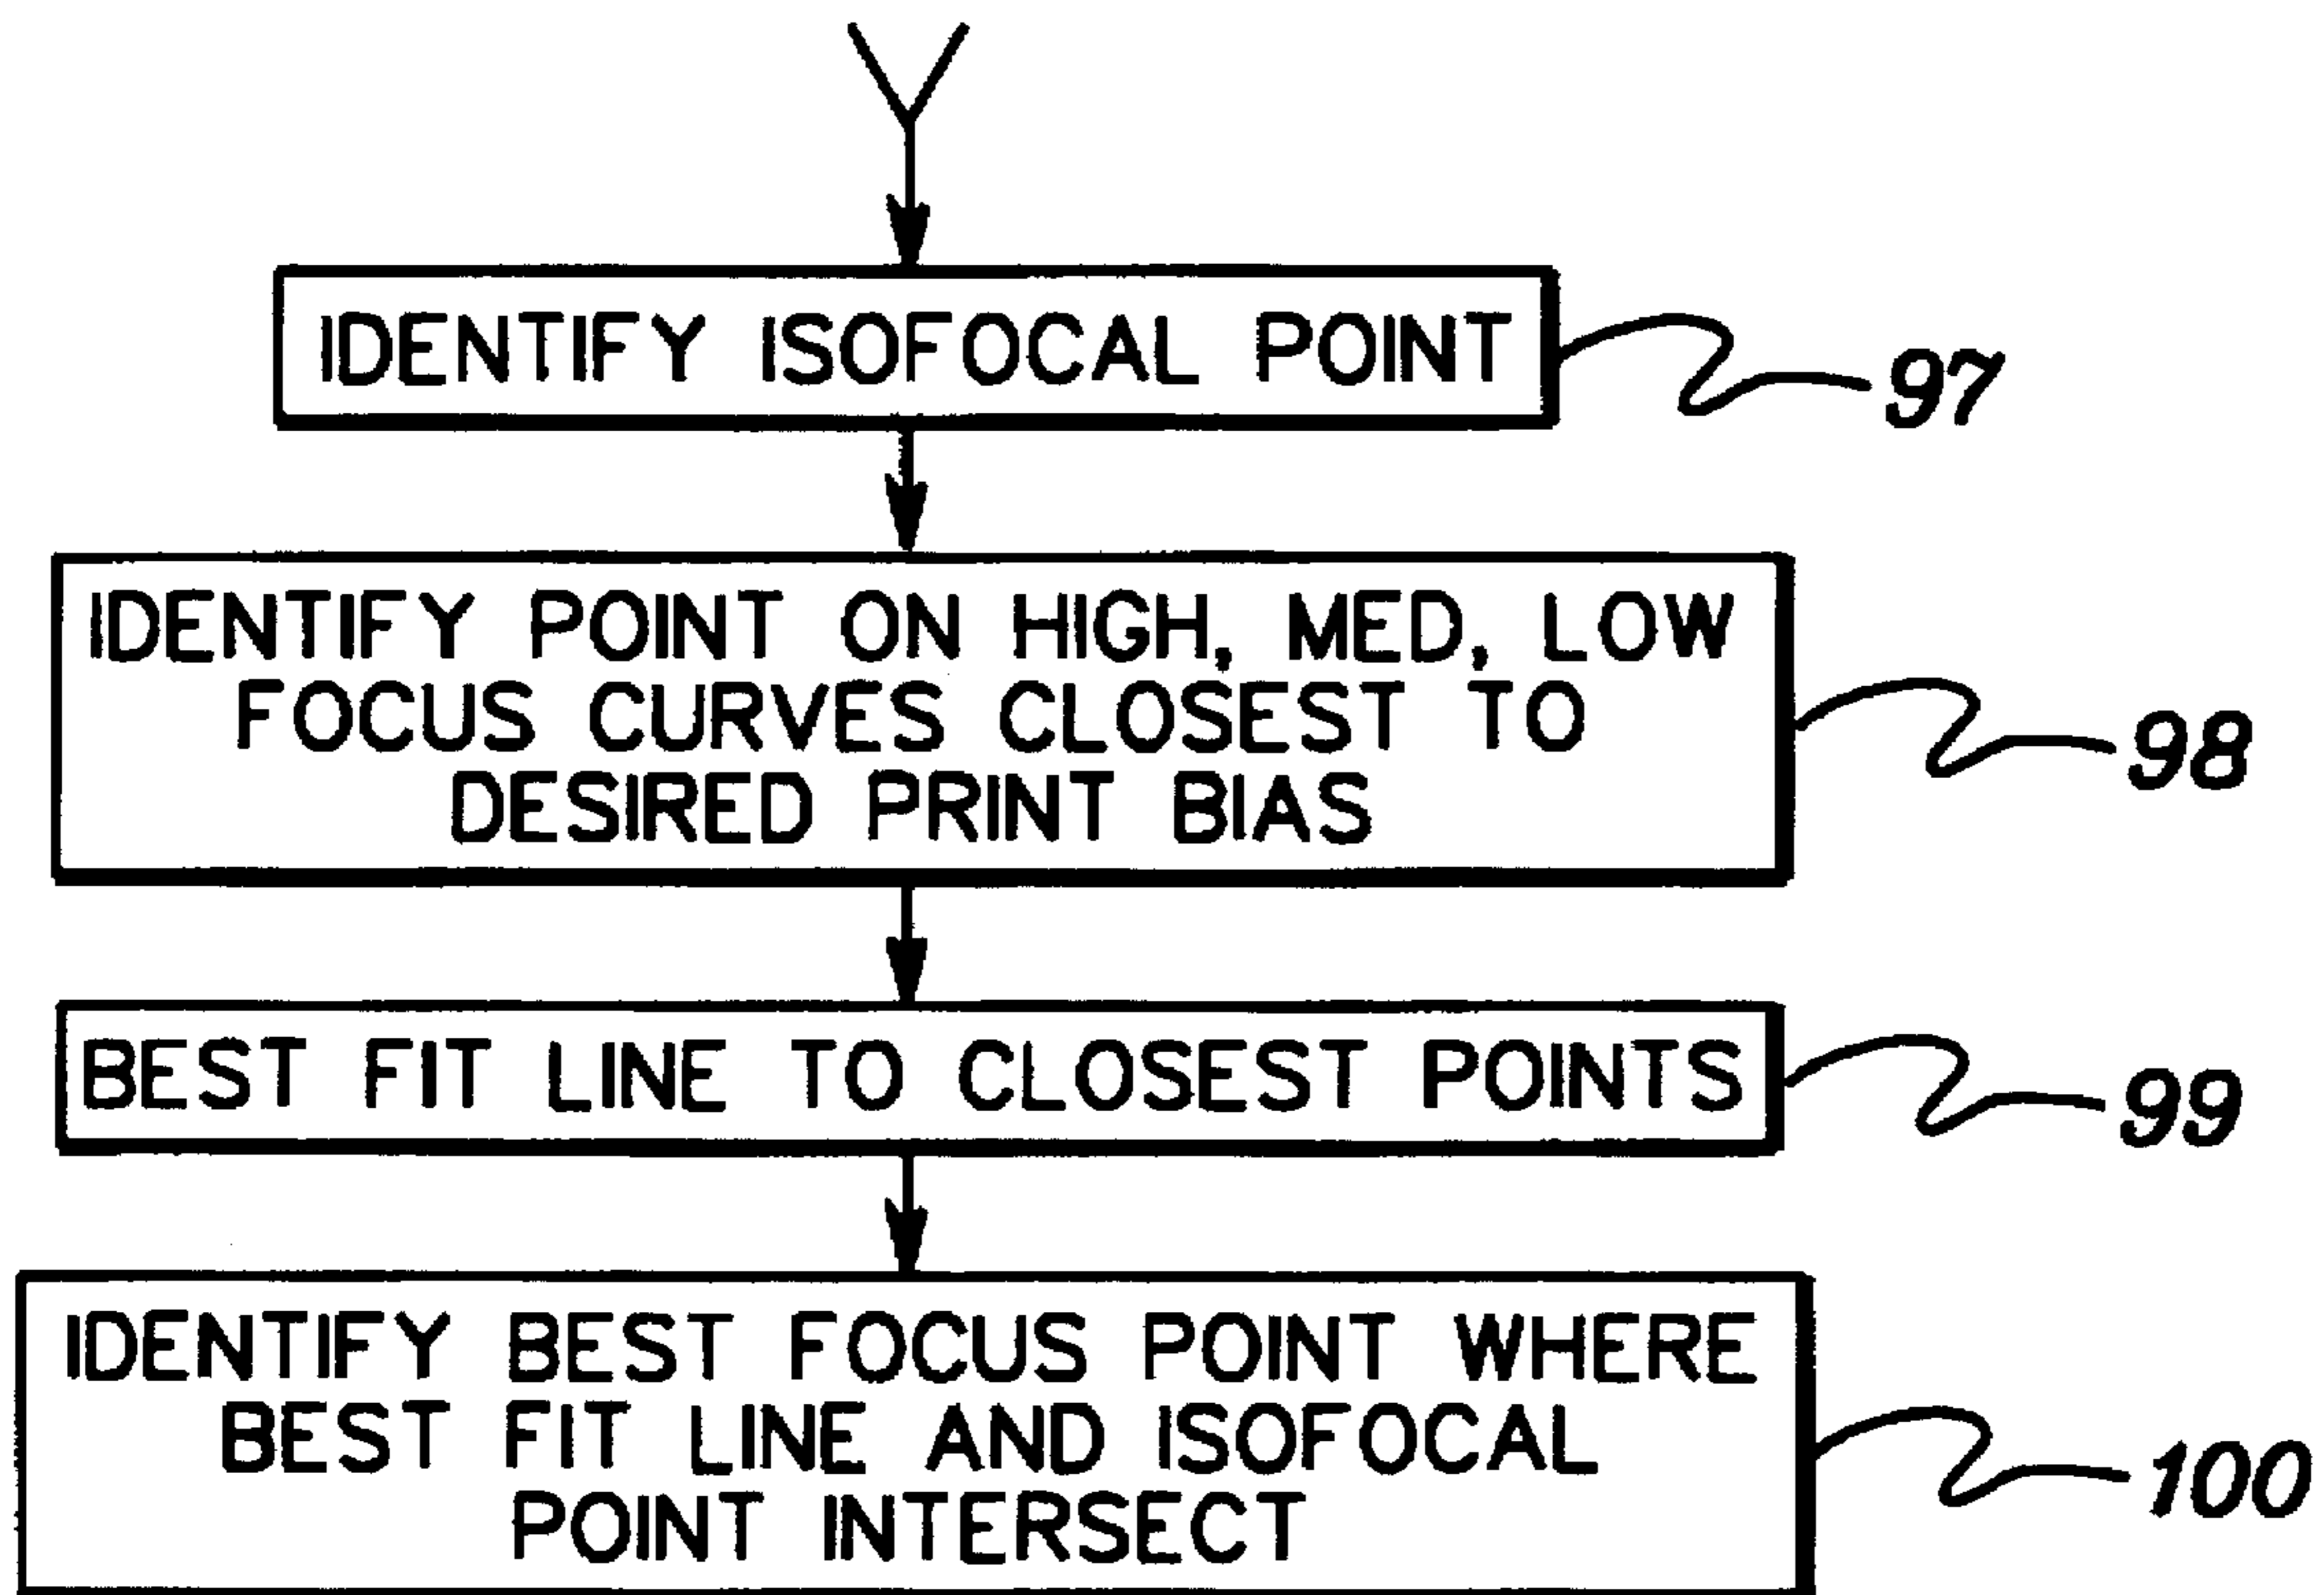 IDENTIFY ISOFOCAL POINT
97
IDENTIFY POINT ON HIGH, MED, LOW
FOCUS CURVES CLOSEST TO
DESIRED PRINT BIAS
98
BEST FIT LINE TO CLOSEST POINTS
99
IDENTIFY BEST FOCUS POINT WHERE
BEST FIT LINE AND ISOFOCAL
POINT INTERSECT
100